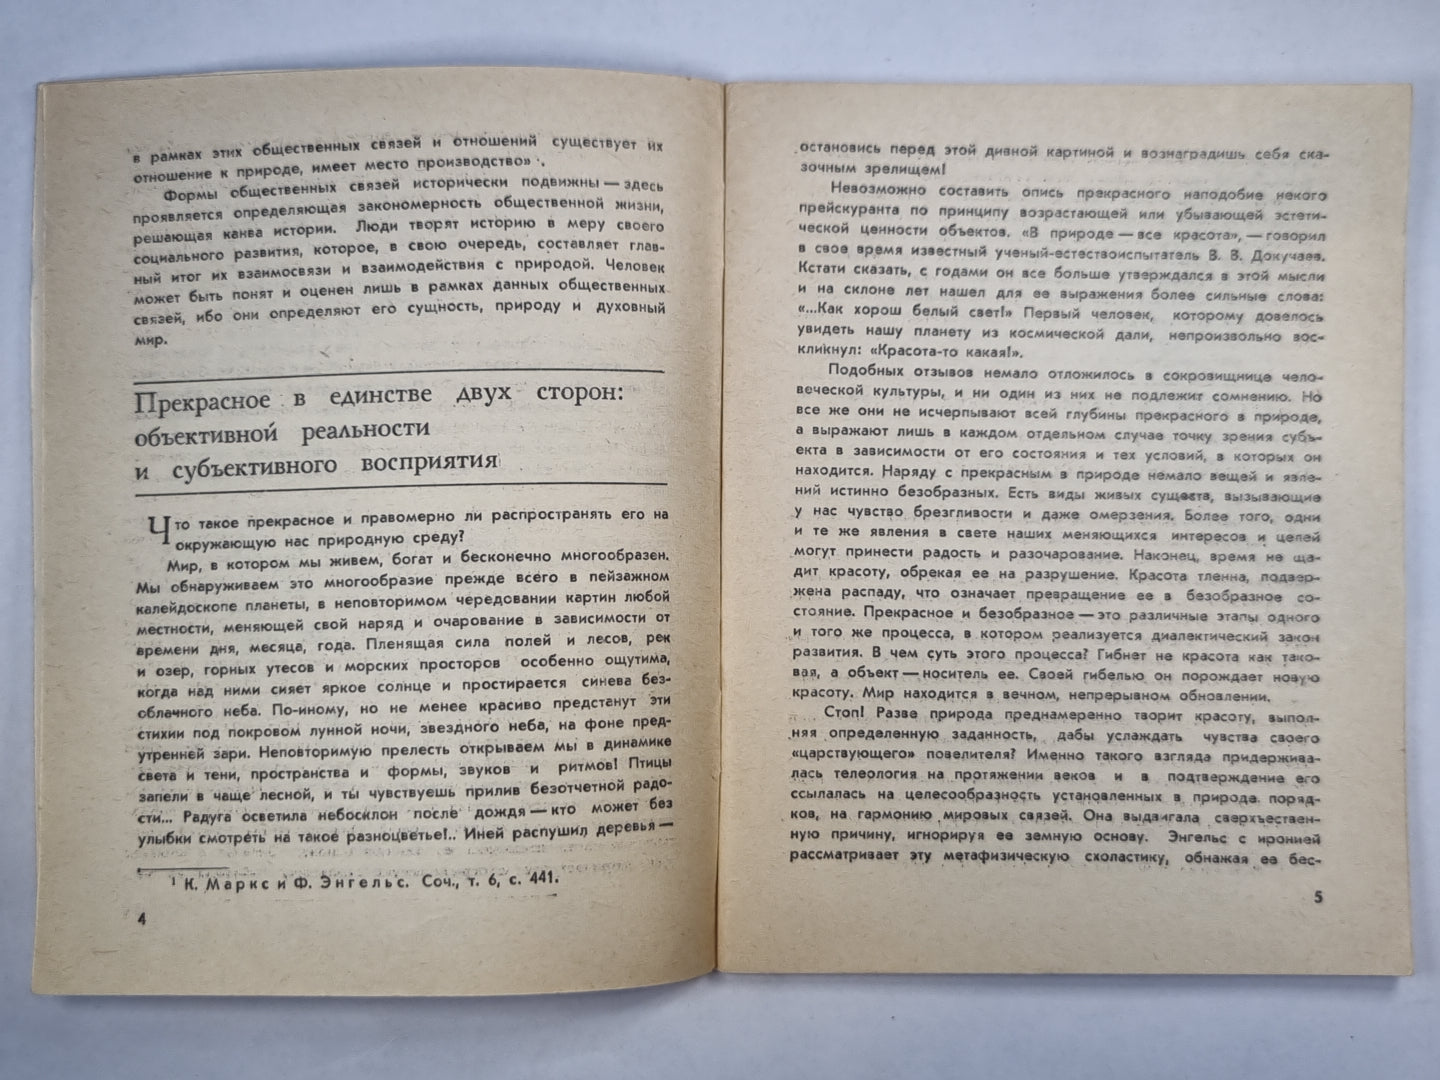 в рамках этих общественных связей и отношений существует их
отношение к природе, имеет место производство» ¹.
Формы общественных связей исторически подвижны — здесь
проявляется определяющая закономерность общественной жизни,
решающая канва истории. Люди творят историю в меру своего
социального развития, которое, в свою очередь, составляет глав-
ный итог их взаимосвязи и взаимодействия с природой. Человек
может быть понят и оценен лишь в рамках данных общественных
связей, ибо они определяют его сущность, природу и духовный
мир.
Прекрасное в единстве двух сторон:
объективной реальности
и субъективного восприятия
Что такое прекрасное и правомерно ли распространять его на
окружающую нас природную среду?
Мир, в котором мы живем, богат и бесконечно многообразен.
Мы обнаруживаем это многообразие прежде всего в пейзажном
калейдоскопе планеты, в неповторимом чередовании картин любой
местности, меняющей свой наряд и очарование в зависимости от
времени дня, месяца, года. Пленящая сила полей и лесов, рек
и озер, горных утесов и морских просторов особенно ощутима,
когда над ними сияет яркое солнце и простирается синева без-
облачного неба. По-иному, но не менее красиво предстанут эти
стихии под покровом лунной ночи, звездного неба, на фоне пред-
утренней зари. Неповторимую прелесть открываем мы в динамике
света и тени, пространства и формы, звуков и ритмов! Птицы
запели в чаще лесной, и ты чувствуешь прилив безотчетной радо-
сти... Радуга осветила небосклон после дождя — кто может без
улыбки смотреть на такое разноцветье!.. Иней распушил деревья —
¹ К. Маркс и Ф. Энгельс. Соч., т. 6, с. 441.
4
остановись перед этой дивной картиной и вознаградишь себя ска-
зочным зрелищем!
Невозможно составить опись прекрасного наподобие некого
прейскуранта по принципу возрастающей или убывающей эстети-
ческой ценности объектов. «В природе — все красота», — говорил
в свое время известный ученый-естествоиспытатель В. В. Докучаев.
Кстати сказать, с годами он все больше утверждался в этой мысли
и на склоне лет нашел для ее выражения более сильные слова:
«...Как хорош белый свет!» Первый человек, которому довелось
увидеть нашу планету из космической дали, непроизвольно вос-
кликнул: «Красота-то какая!».
Подобных отзывов немало отложилось в сокровищнице чело-
веческой культуры, и ни один из них не подлежит сомнению. Но
все же они не исчерпывают всей глубины прекрасного в природе,
а выражают лишь в каждом отдельном случае точку зрения субъ-
екта в зависимости от его состояния и тех условий, в которых он
находится. Наряду с прекрасным в природе немало вещей и явле-
ний истинно безобразных. Есть виды живых существ, вызывающие
у нас чувство брезгливости и даже омерзения. Более того, одни
и те же явления в свете наших меняющихся интересов и целей
могут принести радость и разочарование. Наконец, время не ща-
дит красоту, обрекая ее на разрушение. Красота тленна, подвер-
жена распаду, что означает превращение ее в безобразное со-
стояние. Прекрасное и безобразное — это различные этапы одного
и того же процесса, в котором реализуется диалектический закон
развития. В чем суть этого процесса? Гибнет не красота как тако-
вая, а объект — носитель ее. Своей гибелью он порождает новую
красоту. Мир находится в вечном, непрерывном обновлении.
Стоп! Разве природа преднамеренно творит красоту, выпол-
няя определенную заданность, дабы услаждать чувства своего
«царствующего» повелителя? Именно такого взгляда придержива-
лась телеология на протяжении веков и в подтверждение его
ссылалась на целесообразность установленных в природе поряд-
ков, на гармонию мировых связей. Она выдвигала сверхъествен-
ную причину, игнорируя ее земную основу. Энгельс с иронией
рассматривает эту метафизическую схоластику, обнажая ее бес-
5